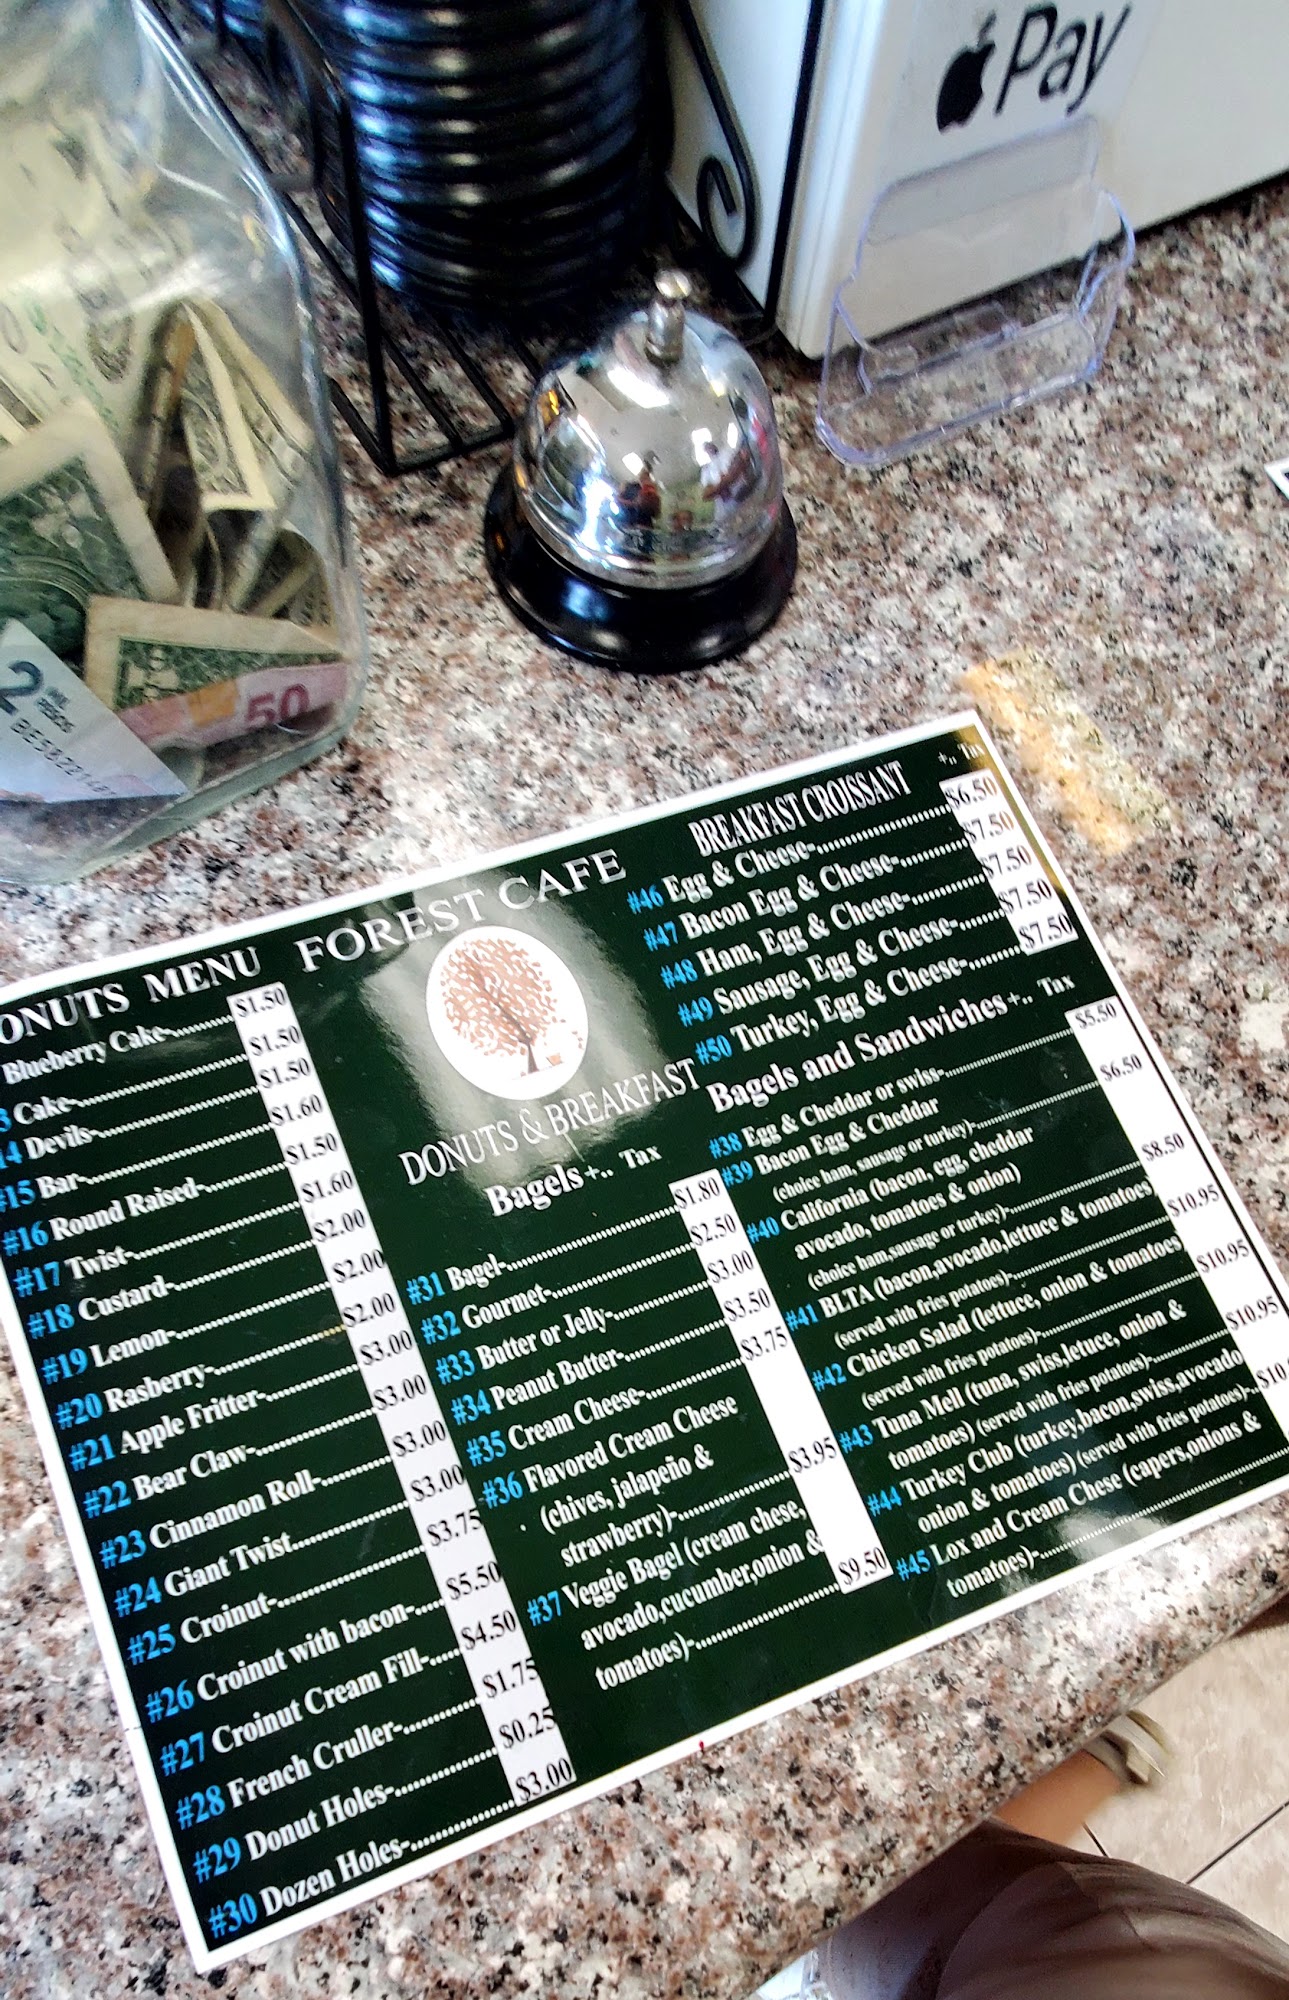 Pay
2
50
DONUTS MENU
Blueberry Cake- $1.50
Cake- $1.50
#14 Devils- $1.50
#15 Bar- $1.60
#16 Round Raised- $1.50
#17 Twist- $1.60
#18 Custard- $2.00
#19 Lemon- $2.00
#20 Rasberry- $2.00
#21 Apple Fritter- $3.00
#22 Bear Claw- $3.00
#23 Cinnamon Roll- $3.00
#24 Giant Twist $3.00
#25 Croinut- $3.75
#26 Croinut with bacon- $5.50
#27 Croinut Cream Fill- $4.50
#28 French Cruller- $1.75
#29 Donut Holes- $0.25
#30 Dozen Holes- $3.00
FOREST CAFE
DONUTS & BREAKFAST
Bagels +.. Tax
#31 Bagel- $1.80
#32 Gourmet- $2.50
#33 Butter or Jelly- $3.00
#34 Peanut Butter- $3.50
#35 Cream Cheese- $3.75
#36 Flavored Cream Cheese
(chives, jalapeño &
strawberry)- $3.95
#37 Veggie Bagel (cream chese,
avocado,cucumber,onion &
tomatoes)- $9.50
BREAKFAST CROISSANT +.. Tax
#46 Egg & Cheese- $6.50
#47 Bacon Egg & Cheese- $7.50
#48 Ham, Egg & Cheese- $7.50
#49 Sausage, Egg & Cheese- $7.50
#50 Turkey, Egg & Cheese- $7.50
Bagels and Sandwiches +.. Tax
#38 Egg & Cheddar or swiss- $5.50
#39 Bacon Egg & Cheddar
(choice ham, sausage or turkey)- $6.50
#40 California (bacon, egg, cheddar
avocado, tomatoes & onion)
(choice ham,sausage or turkey)- $8.50
#41 BLTA (bacon,avocado,lettuce & tomatoes)
(served with fries potatoes)- $10.95
#42 Chicken Salad (lettuce, onion & tomatoes)
(served with fries potatoes)- $10.95
#43 Tuna Mell (tuna, swiss,letuce, onion &
tomatoes) (served with fries potatoes)- $10.95
#44 Turkey Club (turkey,bacon,swiss,avocado
onion & tomatoes) (served with fries potatoes)-
#45 Lox and Cream Chese (capers,onions &
tomatoes)-